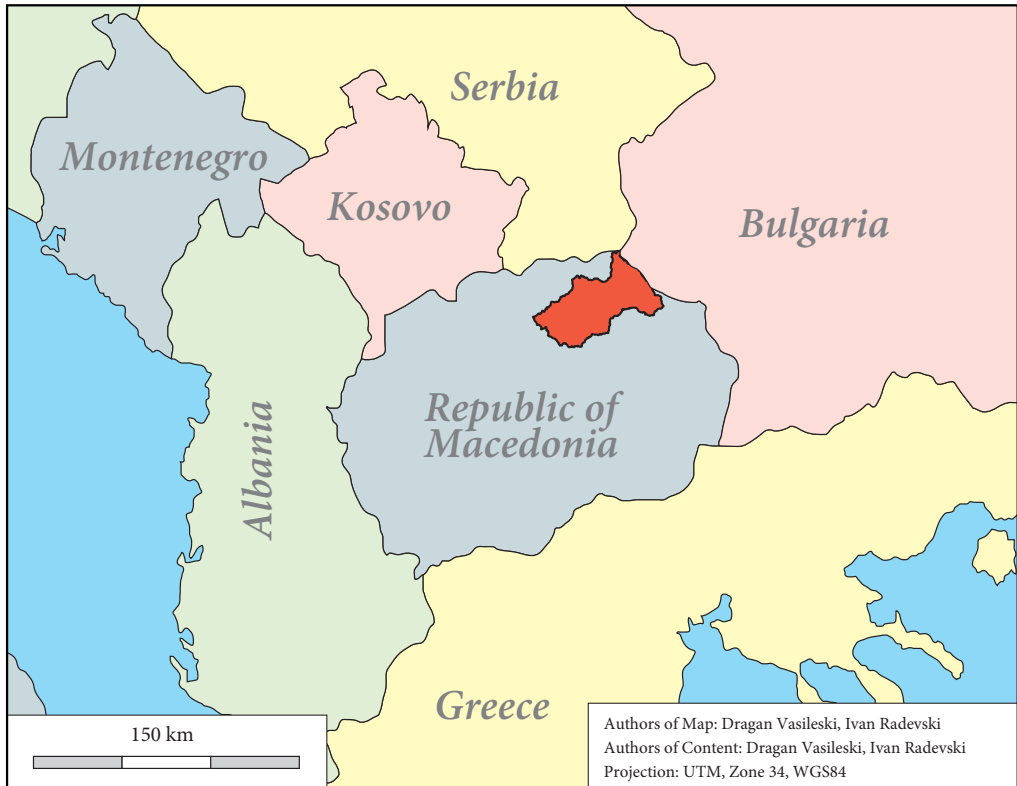 Serbia
Montenegro
Kosovo
Bulgaria
Republic of
Macedonia
Albania
Greece
150 km
Authors of Map: Dragan Vasileski, Ivan Radevski
Authors of Content: Dragan Vasileski, Ivan Radevski
Projection: UTM, Zone 34, WGS84